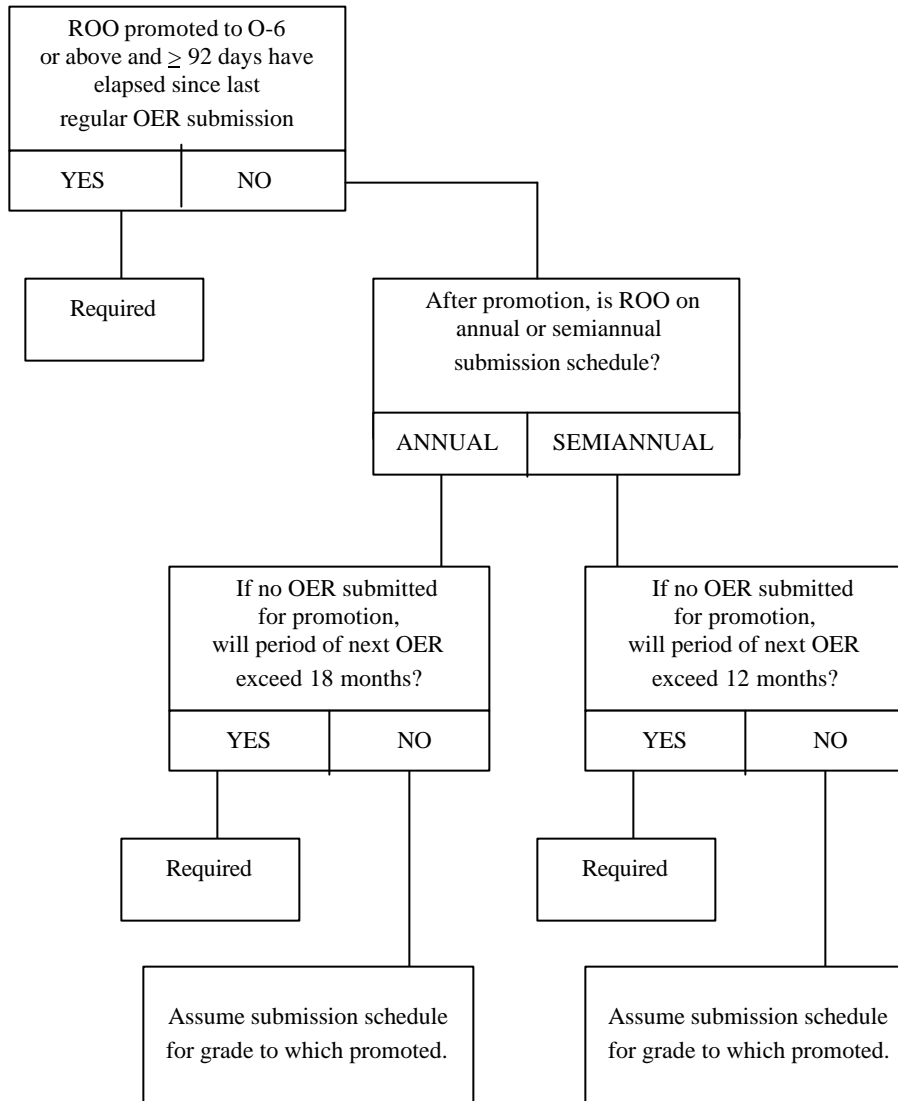 ROO promoted to O-6
or above and ≥ 92 days have
elapsed since last
regular OER submission
YES NO
Required
After promotion, is ROO on
annual or semiannual
submission schedule?
ANNUAL SEMIANNUAL
If no OER submitted
for promotion,
will period of next OER
exceed 18 months?
YES NO
Required
Assume submission schedule
for grade to which promoted.
If no OER submitted
for promotion,
will period of next OER
exceed 12 months?
YES NO
Required
Assume submission schedule
for grade to which promoted.